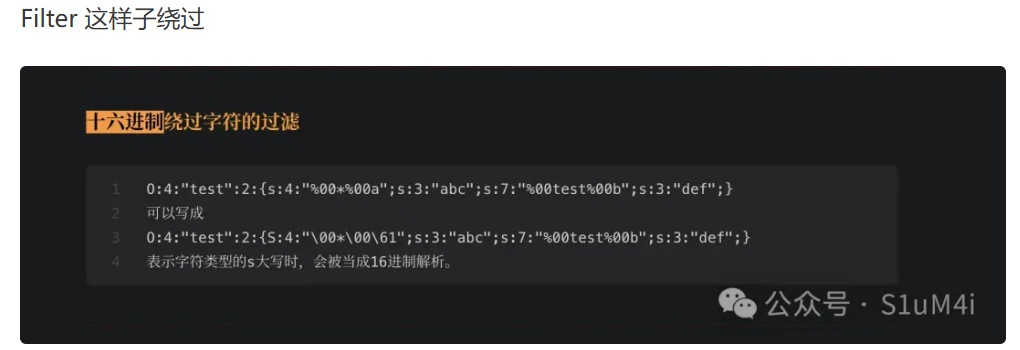 Filter 这样子绕过
十六进制绕过字符的过滤
1 O:4:"test":2:{s:4:"%00*%00a";s:3:"abc";s:7:"%00test%00b";s:3:"def";}
2 可以写成
3 O:4:"test":2:{S:4:"\00*\00\61";s:3:"abc";s:7:"%00test%00b";s:3:"def";}
4 表示字符类型的s大写时，会被当成16进制解析。
公众号 · S1uM4i